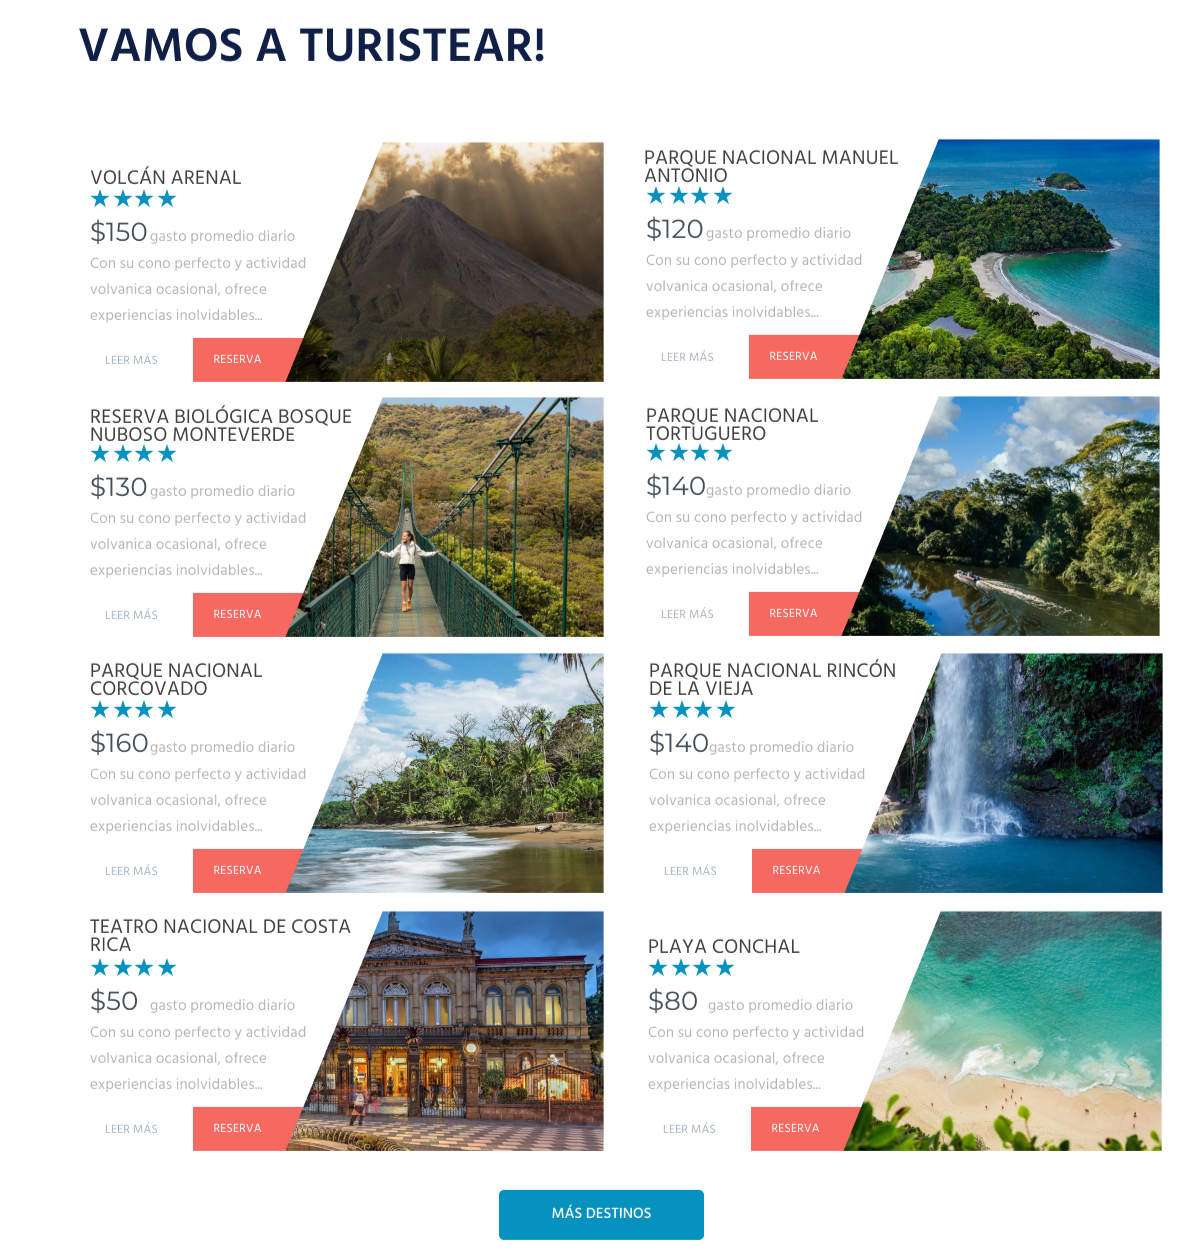 VAMOS A TURISTEAR!
VOLCÁN ARENAL
$150 gasto promedio diario
Con su cono perfecto y actividad
volvanica ocasional, ofrece
experiencias inolvidables...
LEER MÁS
RESERVA
PARQUE NACIONAL MANUEL
ANTONIO
$120 gasto promedio diario
Con su cono perfecto y actividad
volvanica ocasional, ofrece
experiencias inolvidables...
LEER MÁS
RESERVA
RESERVA BIOLÓGICA BOSQUE
NUBOSO MONTEVERDE
$130 gasto promedio diario
Con su cono perfecto y actividad
volvanica ocasional, ofrece
experiencias inolvidables...
LEER MÁS
RESERVA
PARQUE NACIONAL
TORTUGUERO
$140 gasto promedio diario
Con su cono perfecto y actividad
volvanica ocasional, ofrece
experiencias inolvidables...
LEER MÁS
RESERVA
PARQUE NACIONAL
CORCOVADO
$160 gasto promedio diario
Con su cono perfecto y actividad
volvanica ocasional, ofrece
experiencias inolvidables...
LEER MÁS
RESERVA
PARQUE NACIONAL RINCÓN
DE LA VIEJA
$140 gasto promedio diario
Con su cono perfecto y actividad
volvanica ocasional, ofrece
experiencias inolvidables...
LEER MÁS
RESERVA
TEATRO NACIONAL DE COSTA
RICA
$50 gasto promedio diario
Con su cono perfecto y actividad
volvanica ocasional, ofrece
experiencias inolvidables...
LEER MÁS
RESERVA
PLAYA CONCHAL
$80 gasto promedio diario
Con su cono perfecto y actividad
volvanica ocasional, ofrece
experiencias inolvidables...
LEER MÁS
RESERVA
MÁS DESTINOS